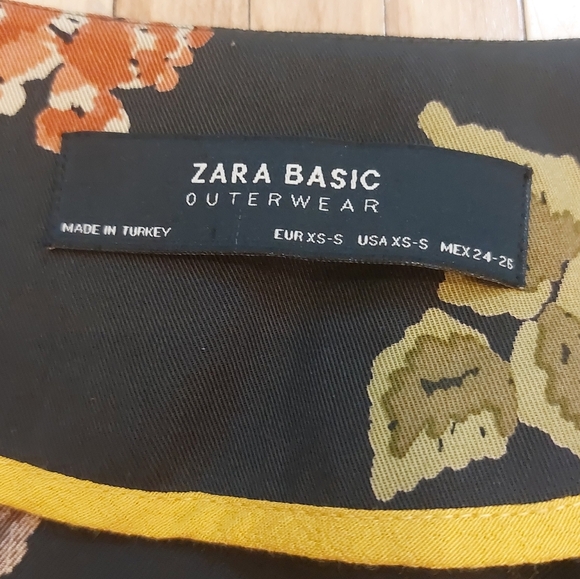 ZARA BASIC
OUTERWEAR
MADE IN TURKEY EUR XS-S USA XS-S MEX 24-26